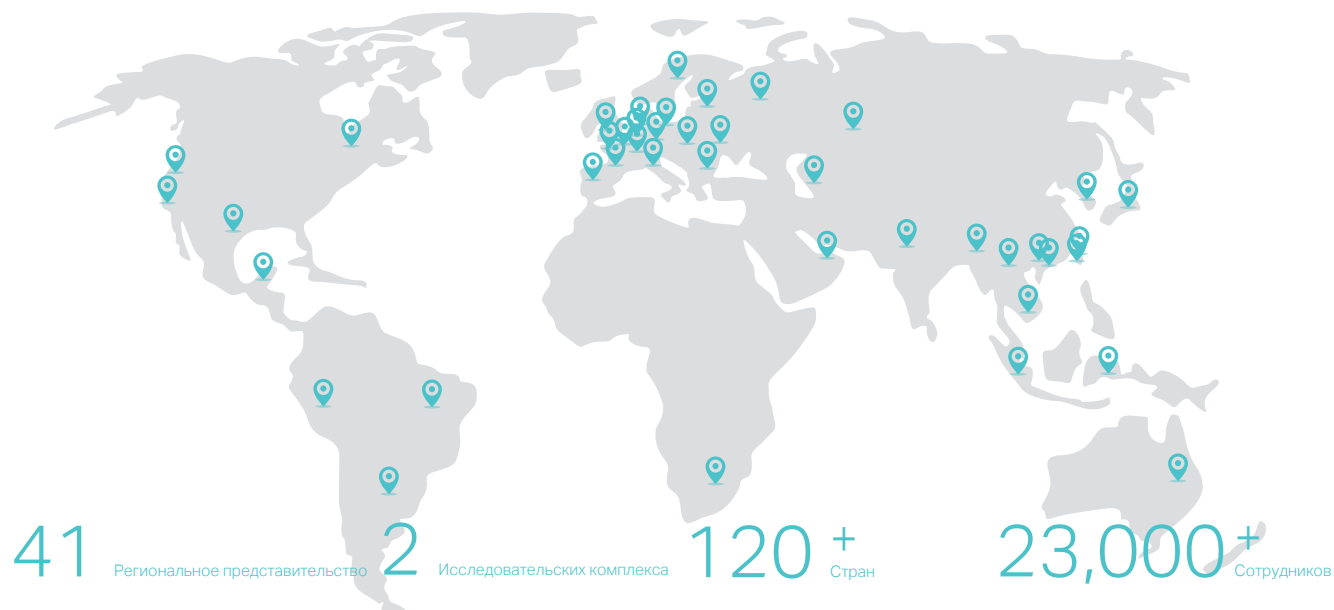 41 Региональное представительство
2 Исследовательских комплекса
120 + Стран
23,000 + Сотрудников